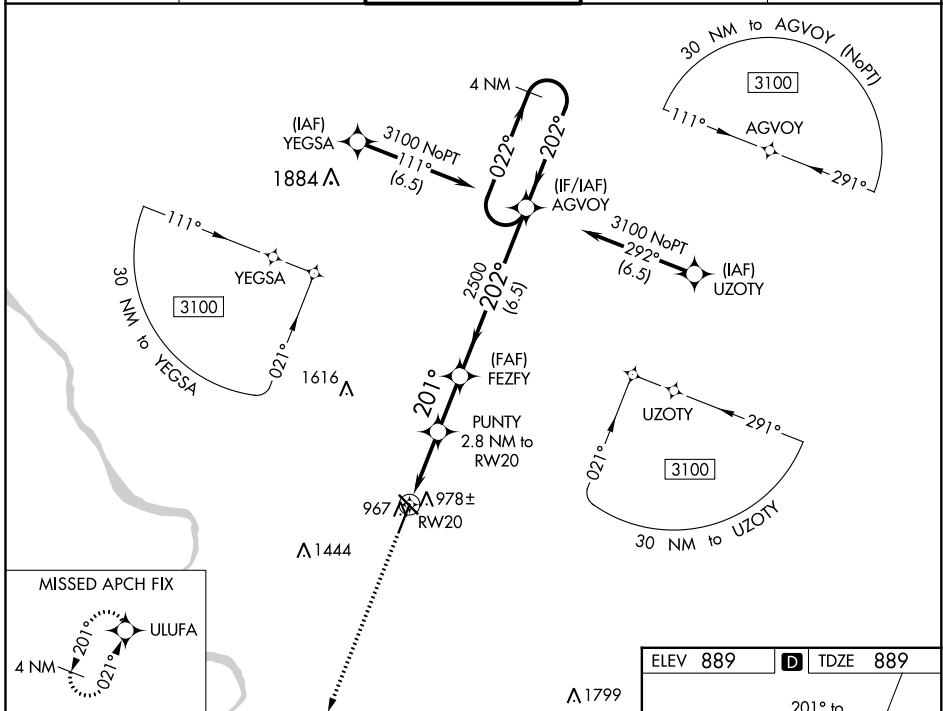 30 NM to AGVOY (NoPT)
3100
111°
AGVOY
291°
4 NM
202°
022°
(IAF)
YEGSA
3100 NoPT
111°
(6.5)
1884
(IF/IAF)
AGVOY
3100 NoPT
292°
(6.5)
(IAF)
UZOTY
111°
YEGSA
3100
021°
30 NM to YEGSA
2500
202°
(6.5)
1616
(FAF)
FEZFY
201°
PUNTY
2.8 NM to
RW20
UZOTY
291°
021°
3100
30 NM to UZOTY
967
978±
RW20
1444
MISSED APCH FIX
ULUFA
201°
021°
4 NM
1799
ELEV 889 D TDZE 889
201° to